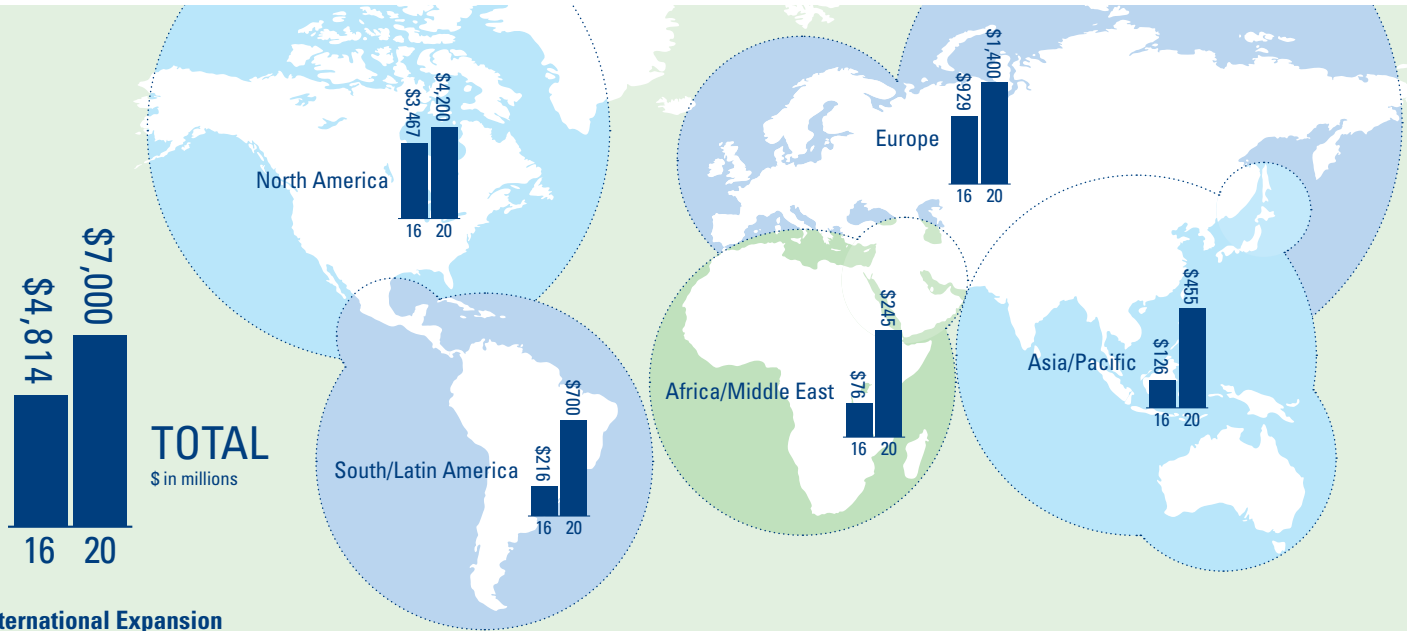 $3,467
$4,200
North America
16 20
$929
$1,400
Europe
16 20
$4,814
$7,000
TOTAL
$ in millions
16 20
$216
$700
South/Latin America
16 20
$76
$245
Africa/Middle East
16 20
$126
$455
Asia/Pacific
16 20
ternational Expansion